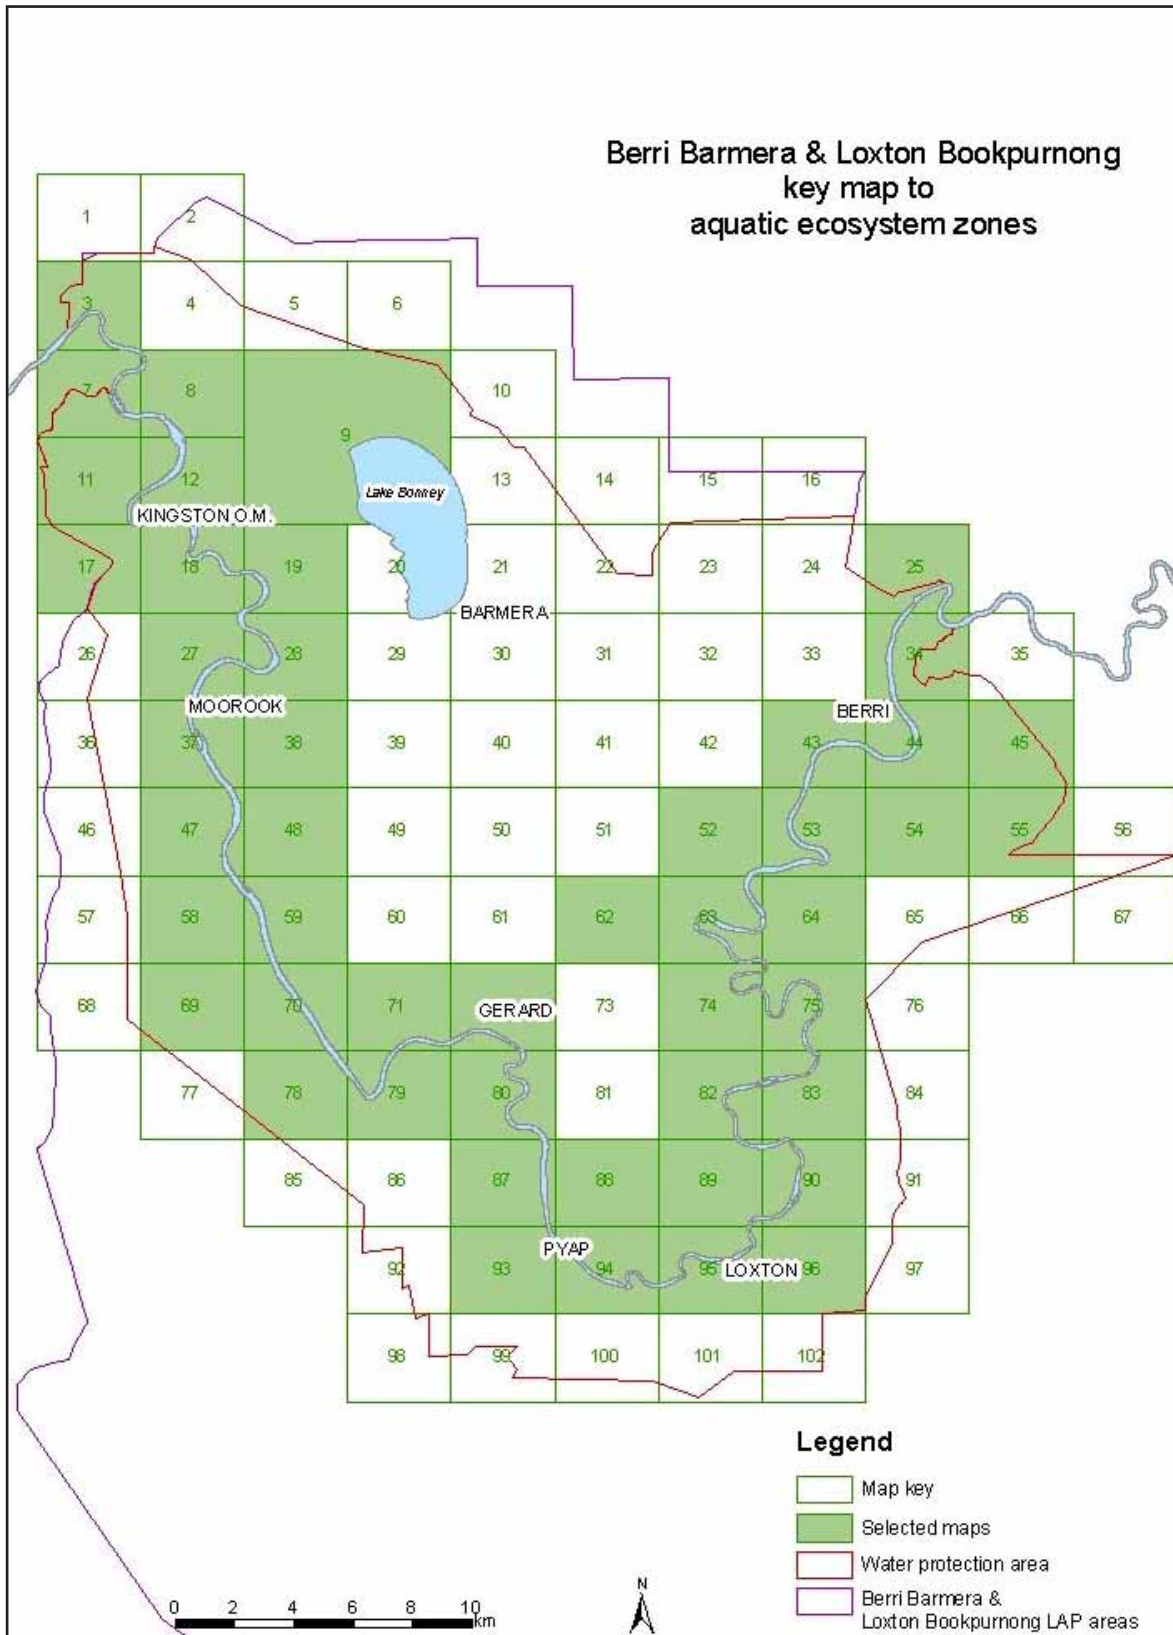 Berri Barmera & Loxton Bookpurnong
key map to
aquatic ecosystem zones
1 2
3 4 5 6
7 8 9 10
11 12 13 14 15 16
Lake Bonney
KINGSTON O.M.
17 18 19 20 21 22 23 24 25
BARMERA
26 27 28 29 30 31 32 33 34 35
MOOROOK
BERRI
36 37 38 39 40 41 42 43 44 45
46 47 48 49 50 51 52 53 54 55 56
57 58 59 60 61 62 63 64 65 66 67
68 69 70 71 GERARD 73 74 75 76
77 78 79 80 81 82 83 84
85 86 87 88 89 90 91
PYAP
92 93 94 95 LOXTON 96 97
98 99 100 101 102
Legend
Map key
Selected maps
Water protection area
Berri Barmera &
Loxton Bookpurnong LAP areas
0 2 4 6 8 10
km
N